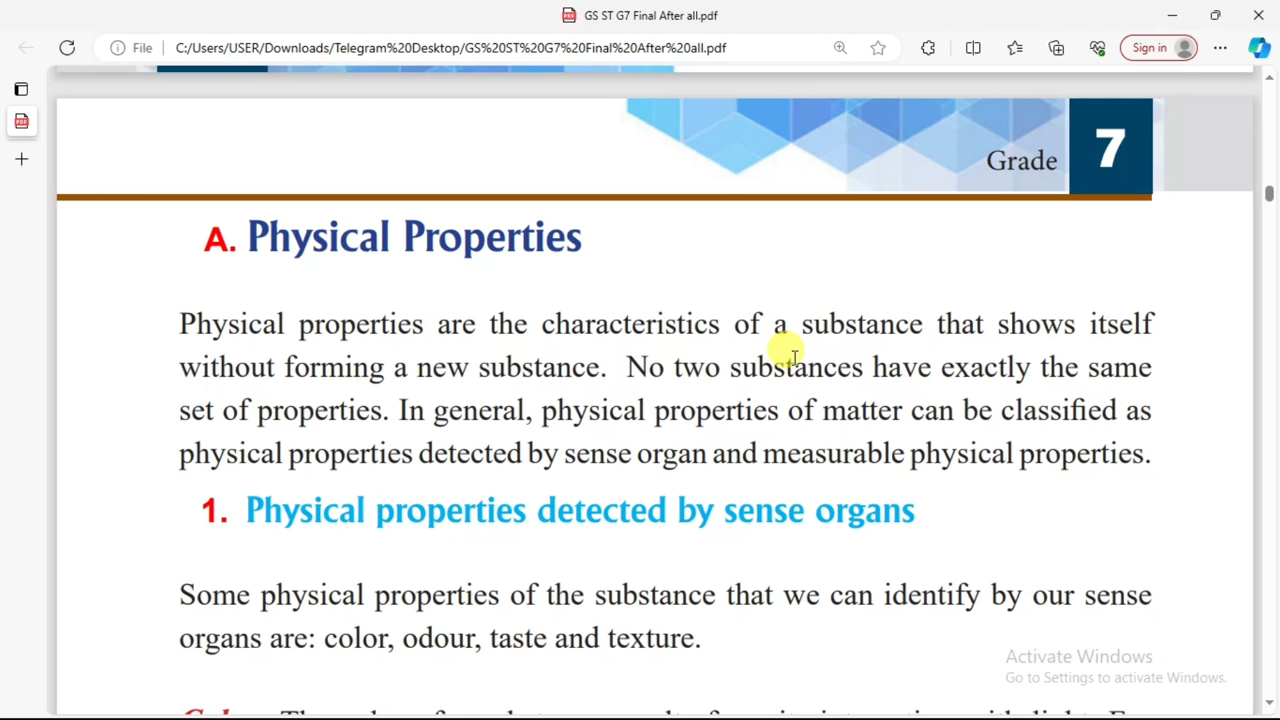 GS ST G7 Final After all.pdf
File
C:/Users/USER/Downloads/Telegram%20Desktop/GS%20ST%20G7%20Final%20After%20all.pdf
Sign in
Grade 7
A. Physical Properties
Physical properties are the characteristics of a substance that shows itself
without forming a new substance. No two substances have exactly the same
set of properties. In general, physical properties of matter can be classified as
physical properties detected by sense organ and measurable physical properties.
1. Physical properties detected by sense organs
Some physical properties of the substance that we can identify by our sense
organs are: color, odour, taste and texture.
Activate Windows
Go to Settings to activate Windows.